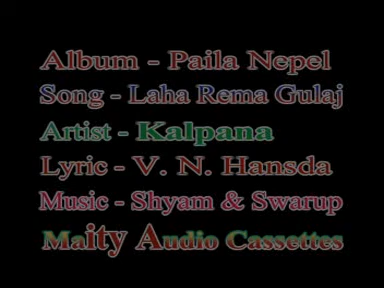 Album - Paila Nepel
Song - Laha Rema Gulaj
Artist - Kalpana
Lyric - V. N. Hansda
Music - Shyam & Swarup
Maity Audio Cassettes